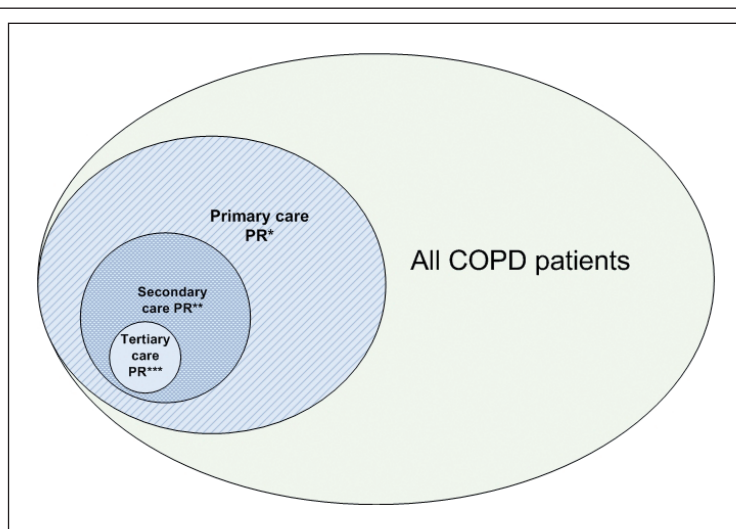 Primary care
PR*
All COPD patients
Secondary
care PR**
Tertiary
care
PR***